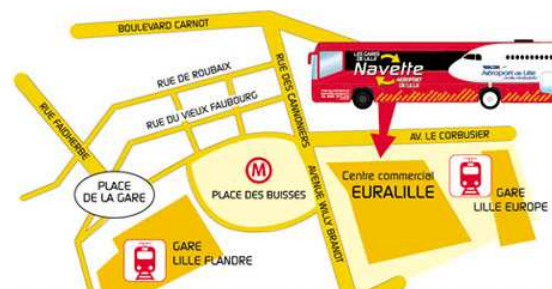 BOULEVARD CARNOT
RUE DE ROUBAIX
RUE DU VIEUX FAUBOURG
RUE DES CANNONIERS
RUE FAIDHERBE
LES GARES
DE LILLE
Navette
AÉROPORT
DE LILLE
Aéroport de Lille
AV. LE CORBUSIER
AVENUE WILLY BRANDT
PLACE
DE LA GARE
M
PLACE DES BUISSES
Centre commercial
EURALILLE
GARE
LILLE EUROPE
GARE
LILLE FLANDRE